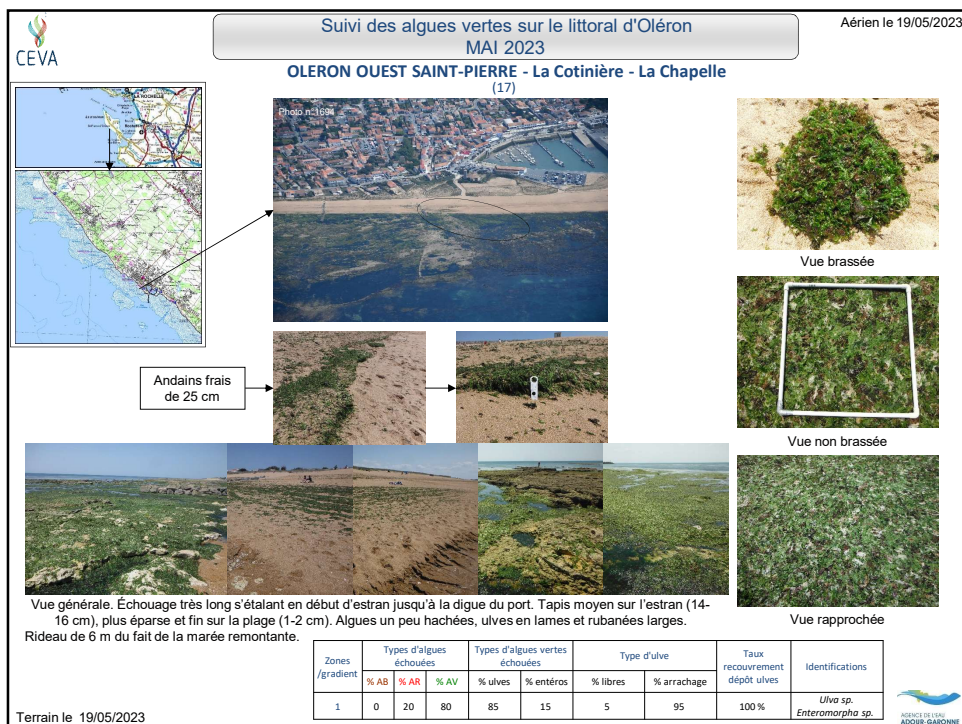 CEVA
Suivi des algues vertes sur le littoral d'Oléron
MAI 2023
Aérien le 19/05/2023
OLERON OUEST SAINT-PIERRE - La Cotinière - La Chapelle
(17)
LA ROCHELLE
Photo n°1694
Vue brassée
Andains frais
de 25 cm
Vue non brassée
Vue générale. Échouage très long s'étalant en début d'estran jusqu'à la digue du port. Tapis moyen sur l'estran (14-
16 cm), plus éparse et fin sur la plage (1-2 cm). Algues un peu hachées, ulves en lames et rubanées larges.
Rideau de 6 m du fait de la marée remontante.
Vue rapprochée
Zones /gradient Types d'algues échouées Types d'algues vertes échouées Type d'ulve Taux recouvrement dépôt ulves Identifications
% AB % AR % AV % ulves % entéros % libres % arrachage
1 0 20 80 85 15 5 95 100 % Ulva sp.
Enteromorpha sp.
Terrain le 19/05/2023
AGENCE DE L'EAU
ADOUR-GARONNE